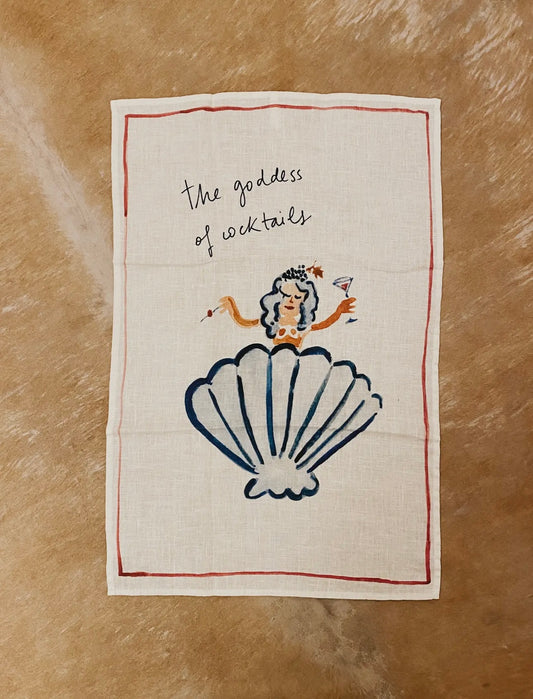 the goddess
of cocktails